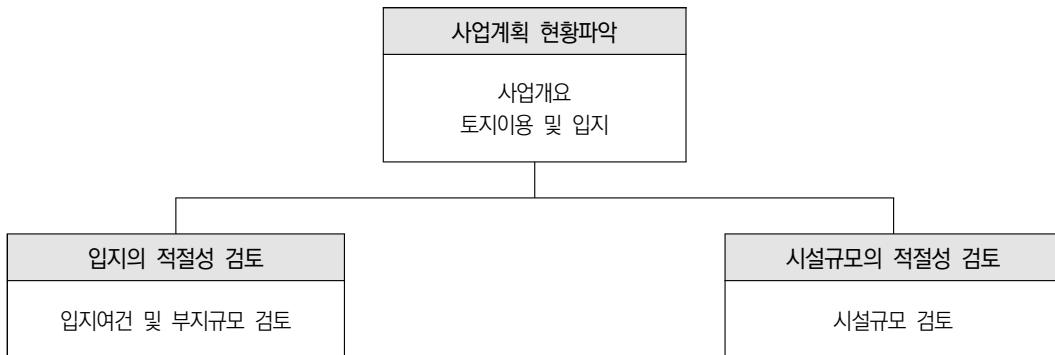 사업계획 현황파악
사업개요
토지이용 및 입지
입지의 적절성 검토
입지여건 및 부지규모 검토
시설규모의 적절성 검토
시설규모 검토